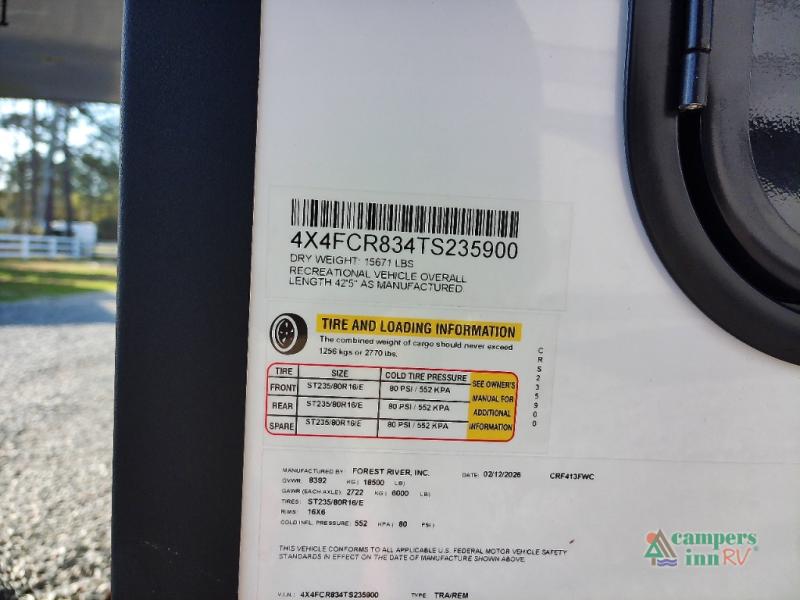 4X4FCR834TS235900
DRY WEIGHT: 15671 LBS
RECREATIONAL VEHICLE OVERALL
LENGTH 42'5" AS MANUFACTURED
TIRE AND LOADING INFORMATION
The combined weight of cargo should never exceed
1256 kgs or 2770 lbs.
TIRE SIZE COLD TIRE PRESSURE
FRONT ST235/80R16/E 80 PSI / 552 KPA
REAR ST235/80R16/E 80 PSI / 552 KPA
SPARE ST235/80R16/E 80 PSI / 552 KPA
SEE OWNER'S
MANUAL FOR
ADDITIONAL
INFORMATION
CRS235900
MANUFACTURED BY: FOREST RIVER, INC. DATE: 02/12/2026 CRF413FWC
GVWR: 8392 KG ( 18500 LB)
GAWR (EACH AXLE): 2722 KG ( 6000 LB)
TIRES: ST235/80R16/E
RIMS: 16X6
COLD INFL. PRESSURE: 552 KPA ( 80 PSI)
THIS VEHICLE CONFORMS TO ALL APPLICABLE U.S. FEDERAL MOTOR VEHICLE SAFETY
STANDARDS IN EFFECT ON THE DATE OF MANUFACTURE SHOWN ABOVE.
V.I.N.: 4X4FCR834TS235900 TYPE: TRA/REM
campers
inn RV